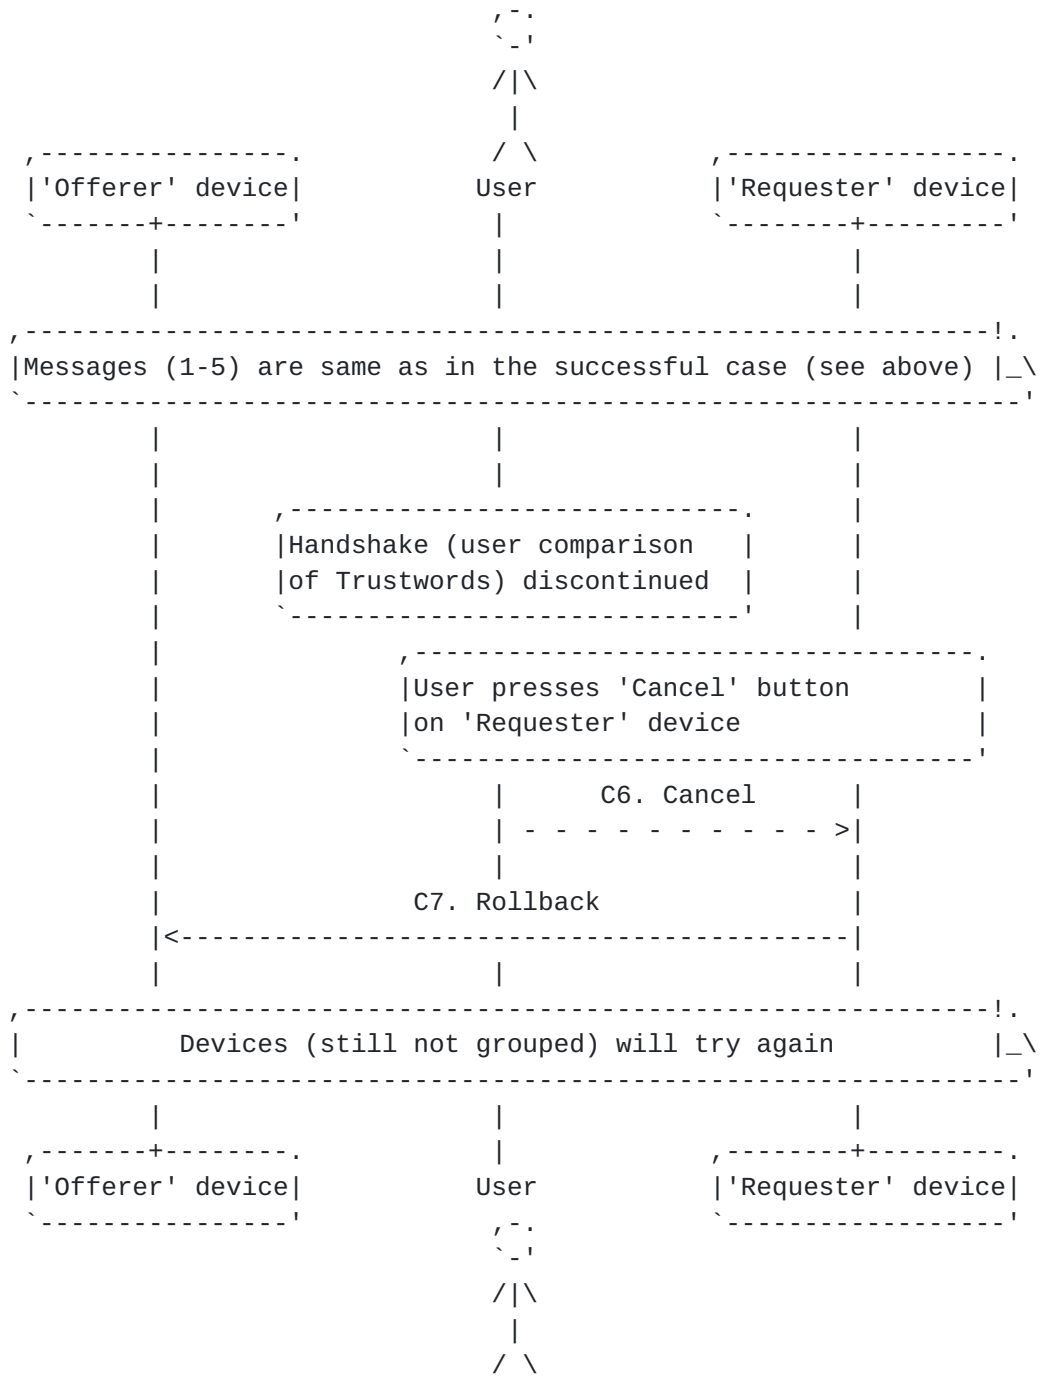 'Offerer' device User 'Requester' device
Messages (1-5) are same as in the successful case (see above)
Handshake (user comparison
of Trustwords) discontinued
User presses 'Cancel' button
on 'Requester' device
C6. Cancel
C7. Rollback
Devices (still not grouped) will try again
'Offerer' device User 'Requester' device